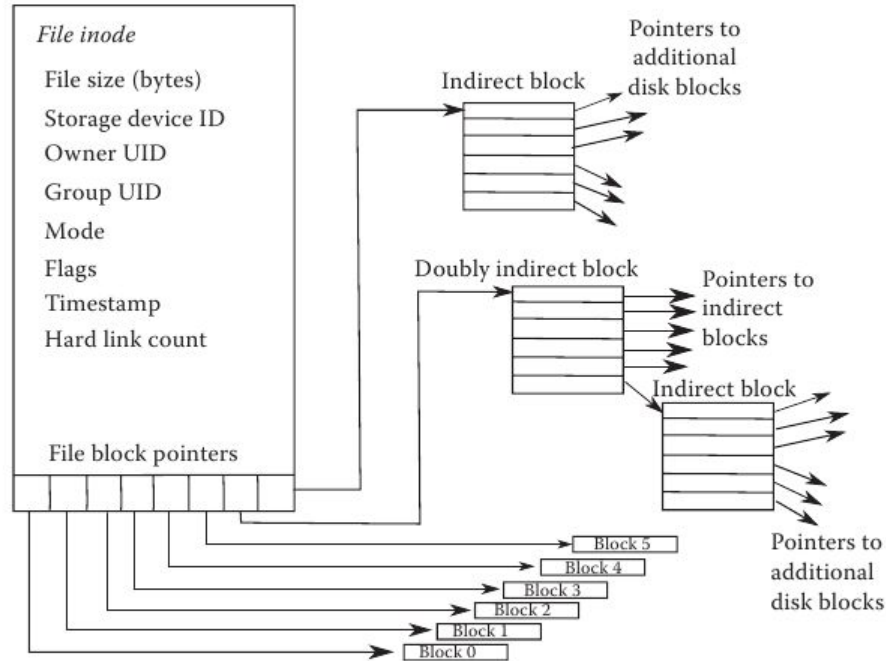 File inode
File size (bytes)
Storage device ID
Owner UID
Group UID
Mode
Flags
Timestamp
Hard link count
File block pointers
Indirect block
Pointers to
additional
disk blocks
Doubly indirect block
Pointers to
indirect
blocks
Indirect block
Pointers to
additional
disk blocks
Block 5
Block 4
Block 3
Block 2
Block 1
Block 0